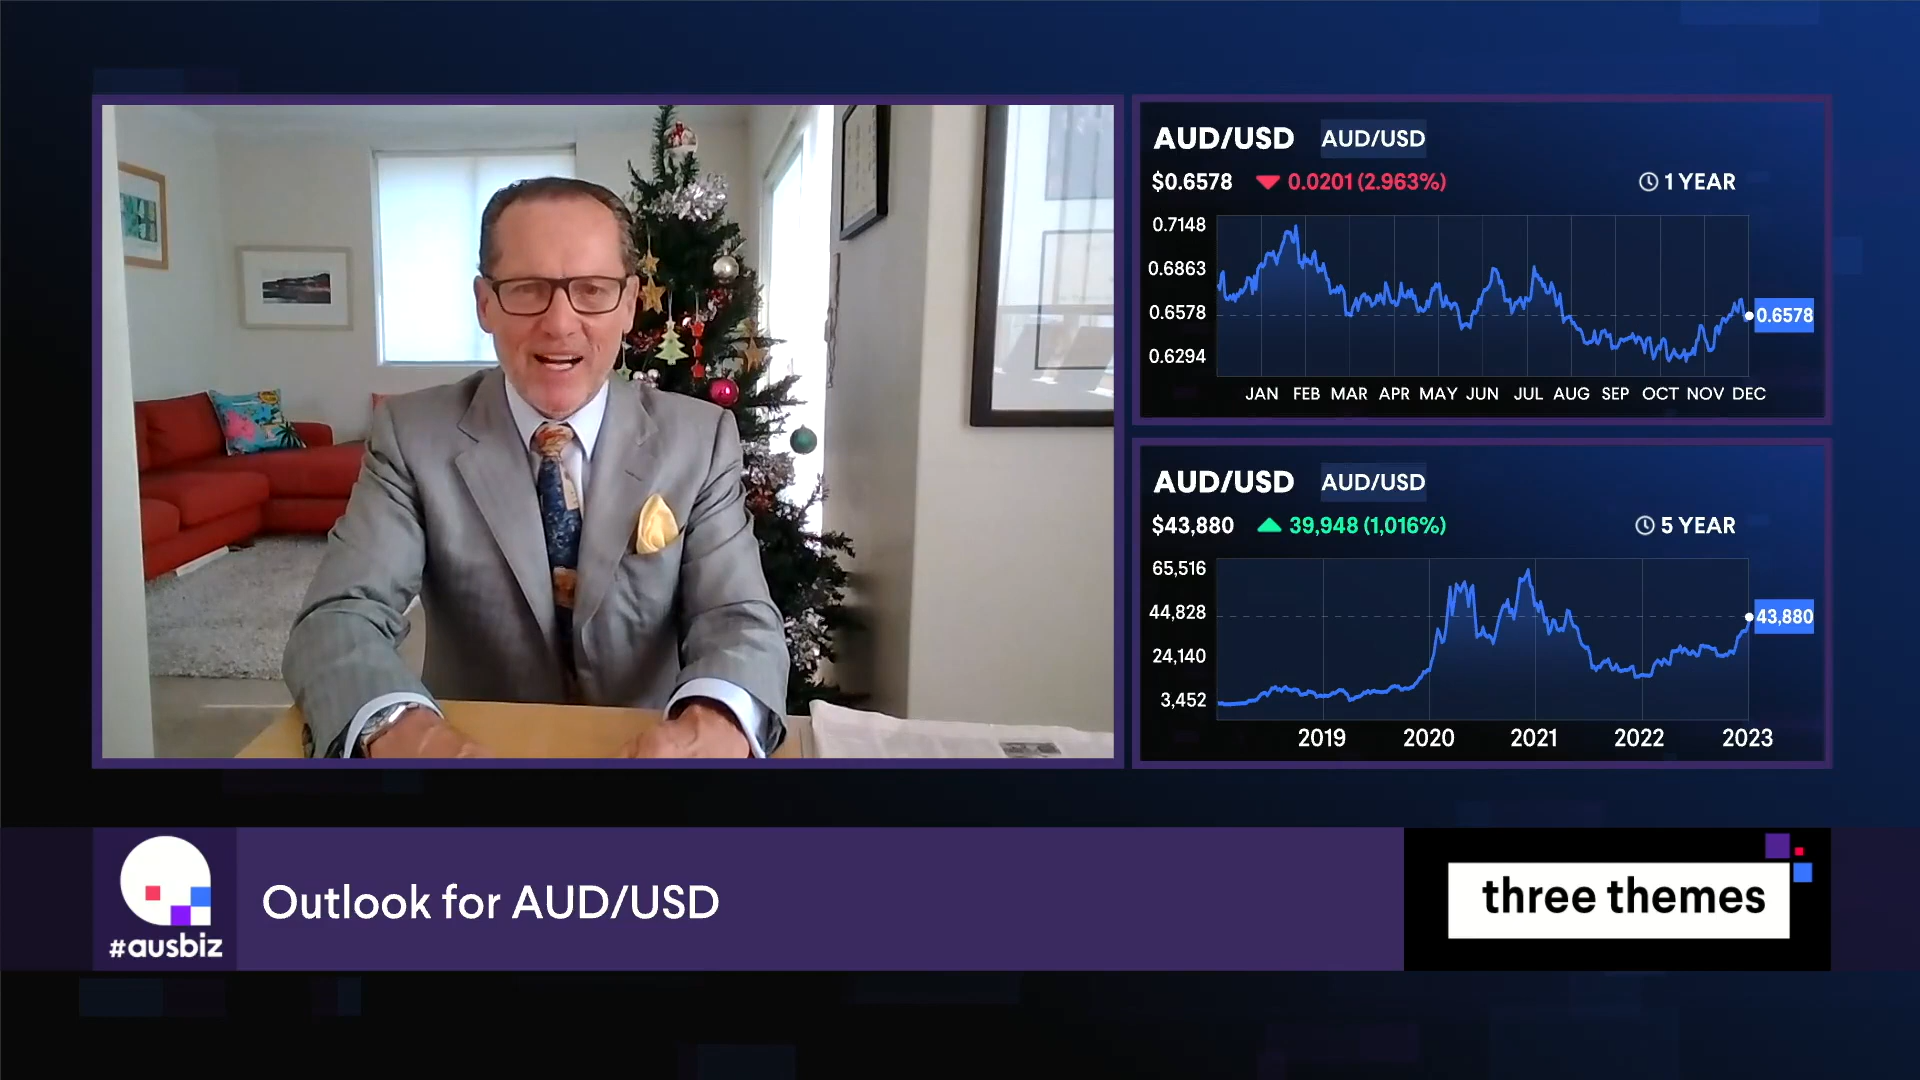 AUD/USD AUD/USD
$0.6578 ▼ 0.0201 (2.963%) 1 YEAR
0.7148
0.6863
0.6578
0.6294
0.6578
JAN FEB MAR APR MAY JUN JUL AUG SEP OCT NOV DEC
AUD/USD AUD/USD
$43,880 ▲ 39,948 (1,016%) 5 YEAR
65,516
44,828
24,140
3,452
43,880
2019 2020 2021 2022 2023
#ausbiz
Outlook for AUD/USD
three themes